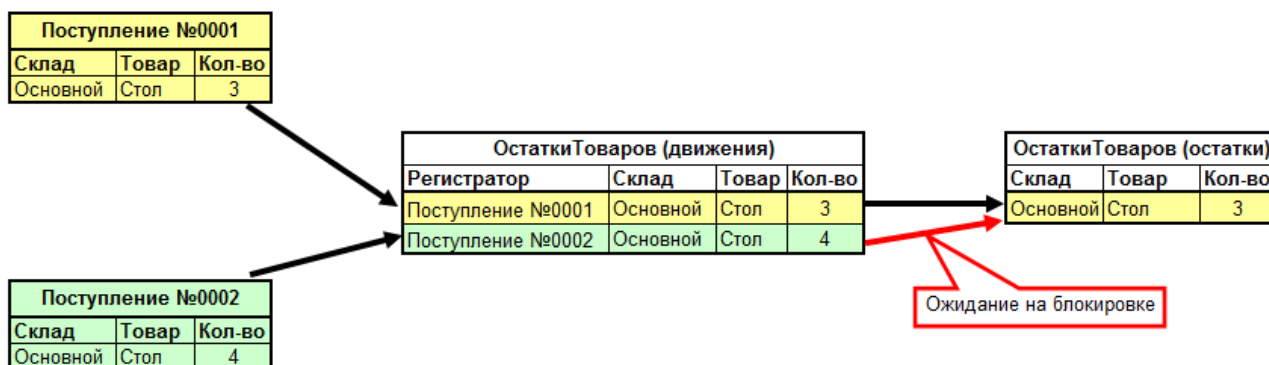 Поступление №0001
Склад Товар Кол-во
Основной Стол 3
ОстаткиТоваров (движения)
Регистратор Склад Товар Кол-во
Поступление №0001 Основной Стол 3
Поступление №0002 Основной Стол 4
ОстаткиТоваров (остатки)
Склад Товар Кол-во
Основной Стол 3
Ожидание на блокировке
Поступление №0002
Склад Товар Кол-во
Основной Стол 4